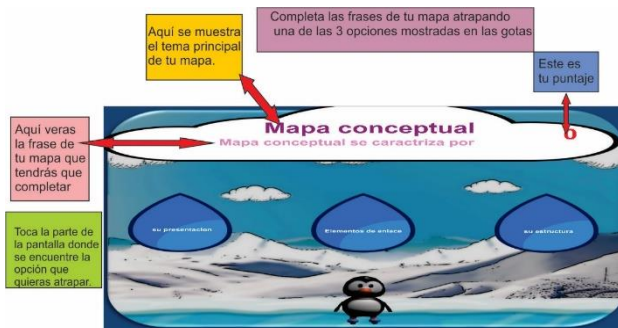 Completa las frases de tu mapa atrapando
una de las 3 opciones mostradas en las gotas
Aquí se muestra
el tema principal
de tu mapa.
Este es
tu puntaje
Aquí veras
la frase de
tu mapa que
tendrás que
completar
Mapa conceptual
0
Mapa conceptual se caractriza por
Toca la parte de
la pantalla donde
se encuentre la
opción que
quieras atrapar.
su presentacion
Elementos de enlece
su estructura